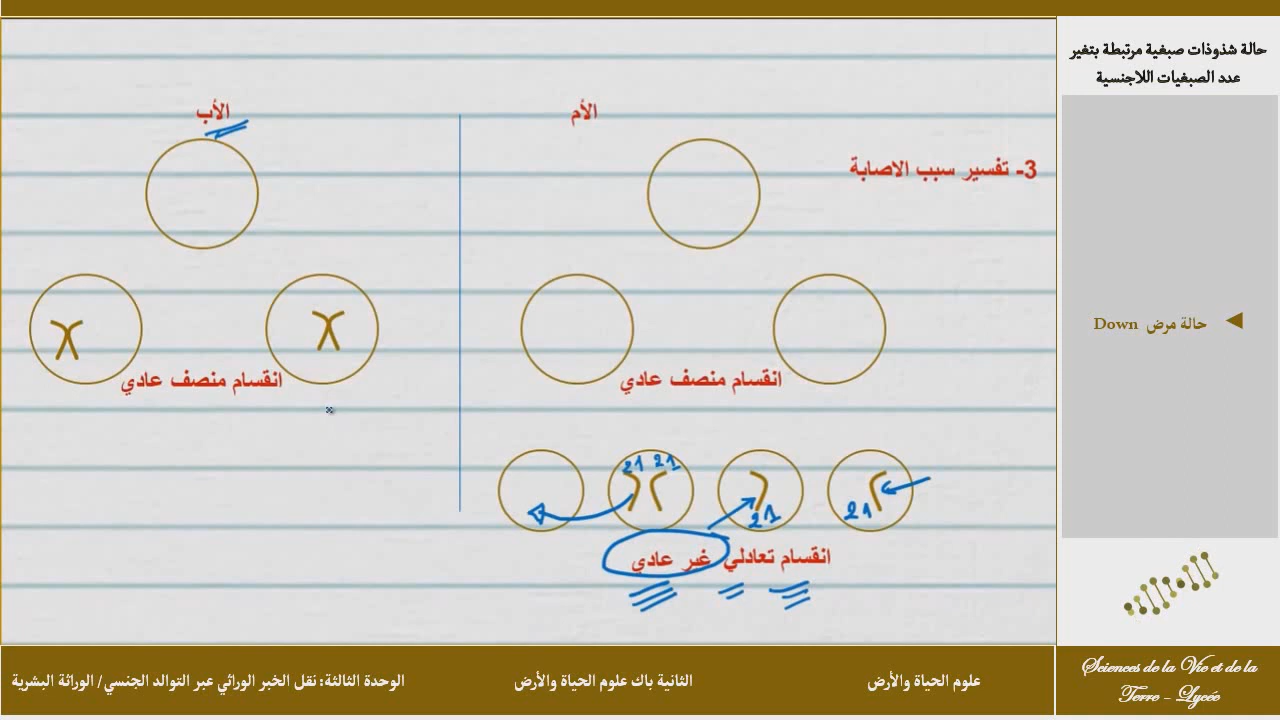 حالة شذوذات صبغية مرتبطة بتغير
عدد الصبغيات اللاجنسية
◄ حالة مرض Down
3- تفسير سبب الاصابة
الأم
الأب
انقسام منصف عادي
انقسام منصف عادي
21 21
21
21
انقسام تعادلي غير عادي
Sciences de la Vie et de la
Terre – Lycée
علوم الحياة والأرض
الثانية باك علوم الحياة والأرض
الوحدة الثالثة: نقل الخبر الوراثي عبر التوالد الجنسي/ الوراثة البشرية